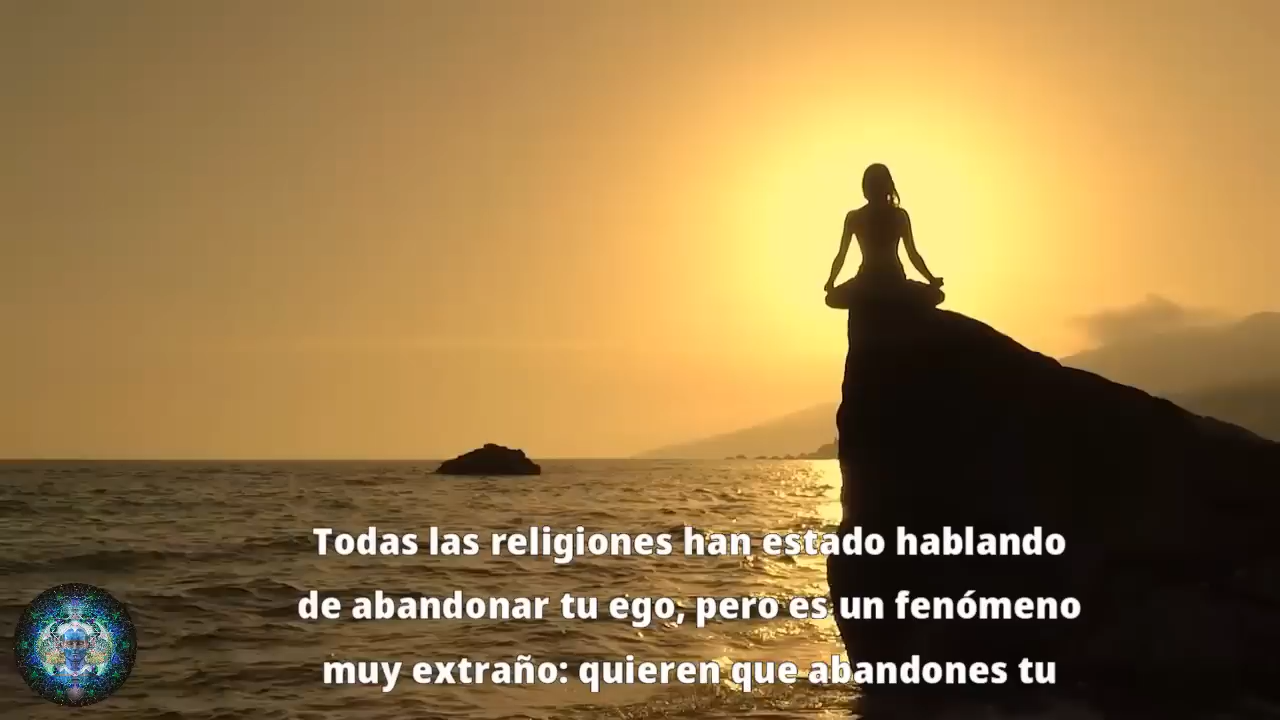 Todas las religiones han estado hablando
de abandonar tu ego, pero es un fenómeno
muy extraño: quieren que abandones tu